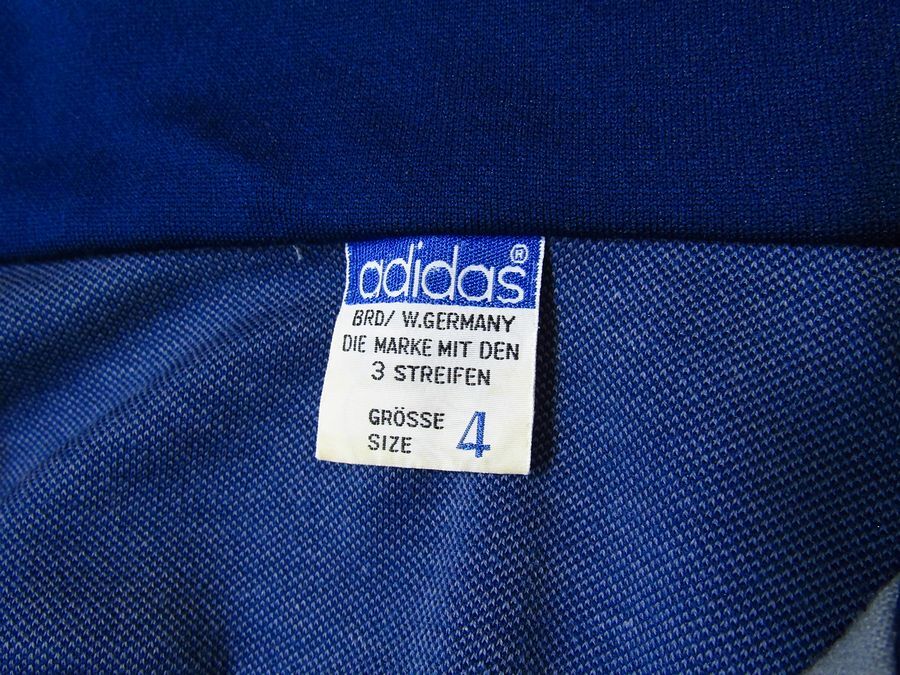 adidas®
BRD/ W.GERMANY
DIE MARKE MIT DEN
3 STREIFEN
GRÖSSE
SIZE 4